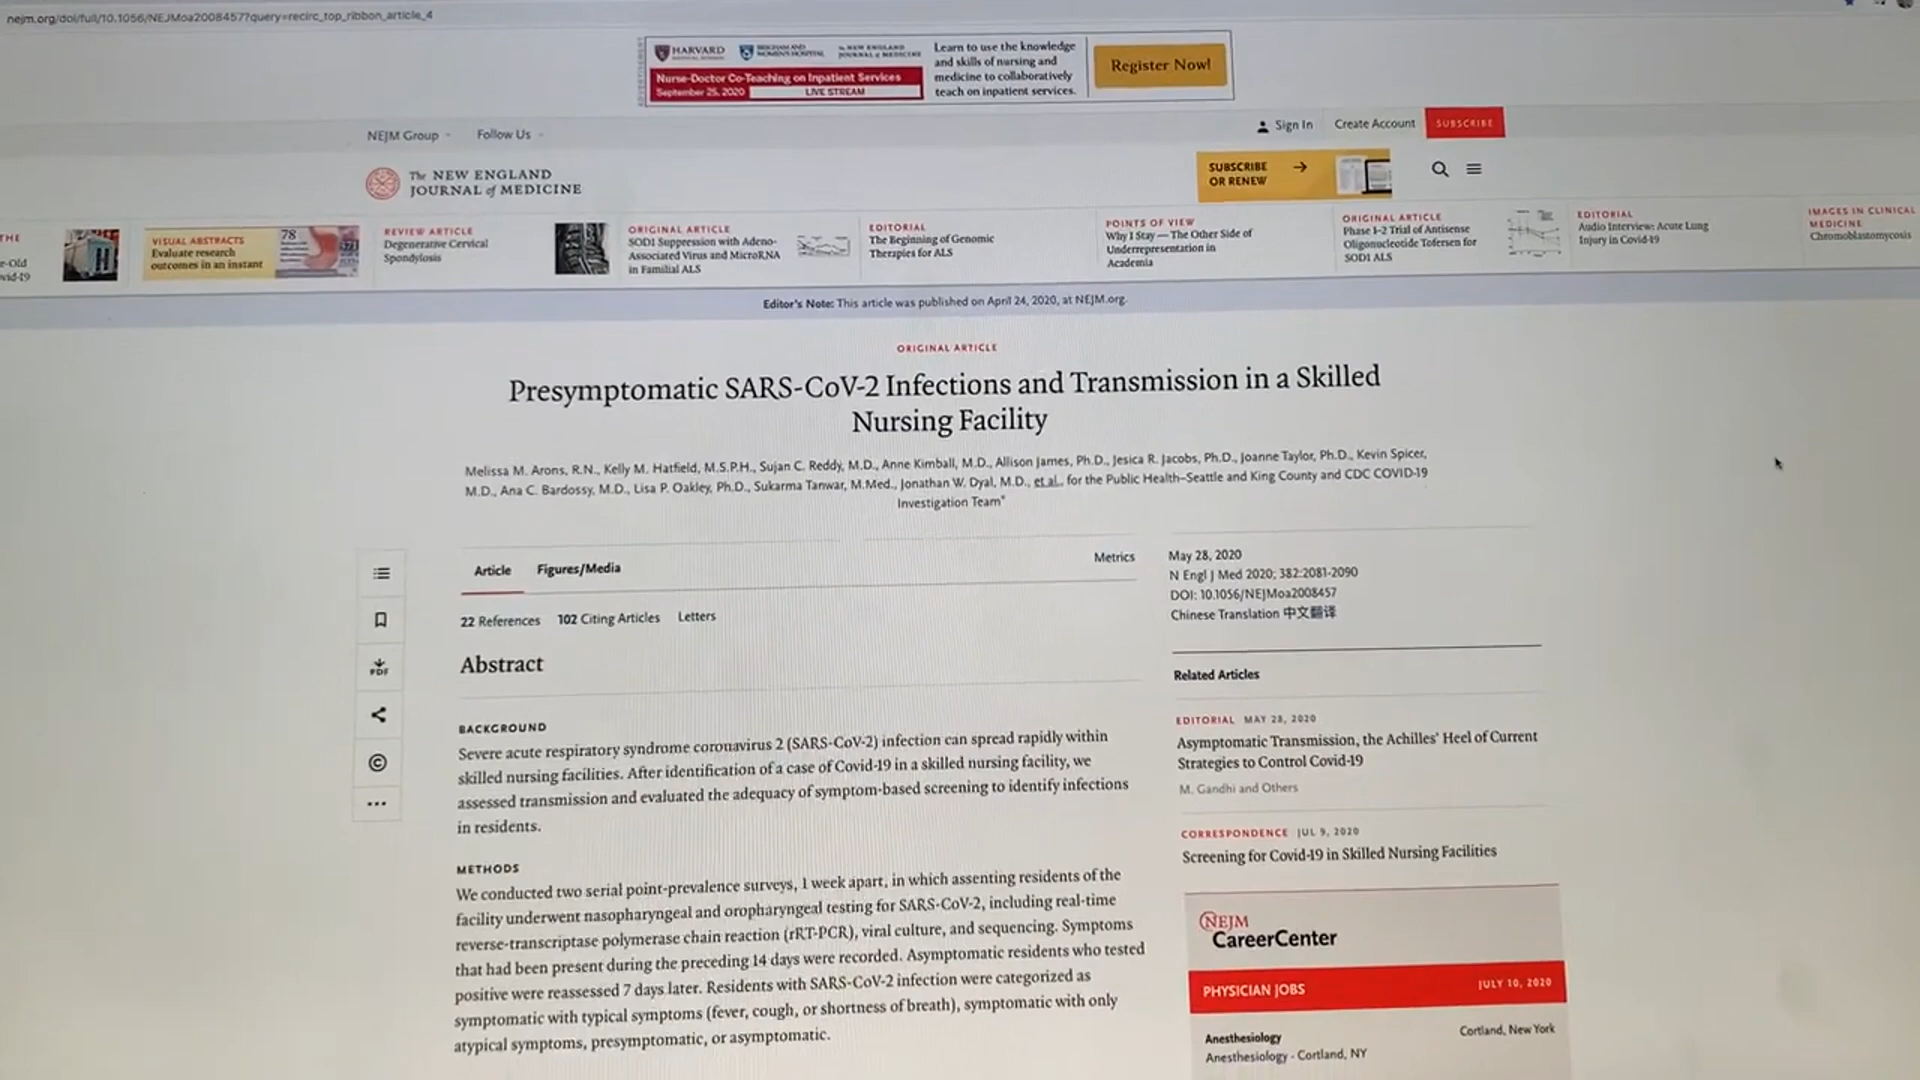 nejm.org/doi/full/10.1056/NEJMoa2008457?query=recirc_top_ribbon_article_4
ADVERTISEMENT
HARVARD
BRIGHAM AND
WOMEN'S HOSPITAL
The NEW ENGLAND
JOURNAL of MEDICINE
Nurse-Doctor Co-Teaching on Inpatient Services
September 25, 2020 LIVE STREAM
Learn to use the knowledge
and skills of nursing and
medicine to collaboratively
teach on inpatient services.
Register Now!
NEJM Group Follow Us
Sign In Create Account SUBSCRIBE
The NEW ENGLAND
JOURNAL of MEDICINE
SUBSCRIBE
OR RENEW
THE
r-Old
vid-19
VISUAL ABSTRACTS
Evaluate research
outcomes in an instant
78
REVIEW ARTICLE
Degenerative Cervical
Spondylosis
ORIGINAL ARTICLE
SOD1 Suppression with Adeno-
Associated Virus and MicroRNA
in Familial ALS
EDITORIAL
The Beginning of Genomic
Therapies for ALS
POINTS OF VIEW
Why I Stay — The Other Side of
Underrepresentation in
Academia
ORIGINAL ARTICLE
Phase 1–2 Trial of Antisense
Oligonucleotide Tofersen for
SOD1 ALS
EDITORIAL
Audio Interview: Acute Lung
Injury in Covid-19
IMAGES IN CLINICAL
MEDICINE
Chromoblastomycosis
Editor's Note: This article was published on April 24, 2020, at NEJM.org.
ORIGINAL ARTICLE
Presymptomatic SARS-CoV-2 Infections and Transmission in a Skilled
Nursing Facility
Melissa M. Arons, R.N., Kelly M. Hatfield, M.S.P.H., Sujan C. Reddy, M.D., Anne Kimball, M.D., Allison James, Ph.D., Jesica R. Jacobs, Ph.D., Joanne Taylor, Ph.D., Kevin Spicer,
M.D., Ana C. Bardossy, M.D., Lisa P. Oakley, Ph.D., Sukarma Tanwar, M.Med., Jonathan W. Dyal, M.D., et al., for the Public Health–Seattle and King County and CDC COVID-19
Investigation Team*
Article Figures/Media
Metrics
22 References 102 Citing Articles Letters
PDF
Abstract
BACKGROUND
Severe acute respiratory syndrome coronavirus 2 (SARS-CoV-2) infection can spread rapidly within
skilled nursing facilities. After identification of a case of Covid-19 in a skilled nursing facility, we
assessed transmission and evaluated the adequacy of symptom-based screening to identify infections
in residents.
METHODS
We conducted two serial point-prevalence surveys, 1 week apart, in which assenting residents of the
facility underwent nasopharyngeal and oropharyngeal testing for SARS-CoV-2, including real-time
reverse-transcriptase polymerase chain reaction (rRT-PCR), viral culture, and sequencing. Symptoms
that had been present during the preceding 14 days were recorded. Asymptomatic residents who tested
positive were reassessed 7 days later. Residents with SARS-CoV-2 infection were categorized as
symptomatic with typical symptoms (fever, cough, or shortness of breath), symptomatic with only
atypical symptoms, presymptomatic, or asymptomatic.
May 28, 2020
N Engl J Med 2020; 382:2081-2090
DOI: 10.1056/NEJMoa2008457
Chinese Translation 中文翻译
Related Articles
EDITORIAL MAY 28, 2020
Asymptomatic Transmission, the Achilles' Heel of Current
Strategies to Control Covid-19
M. Gandhi and Others
CORRESPONDENCE JUL 9, 2020
Screening for Covid-19 in Skilled Nursing Facilities
NEJM
CareerCenter
PHYSICIAN JOBS JULY 10, 2020
Anesthesiology Cortland, New York
Anesthesiology - Cortland, NY